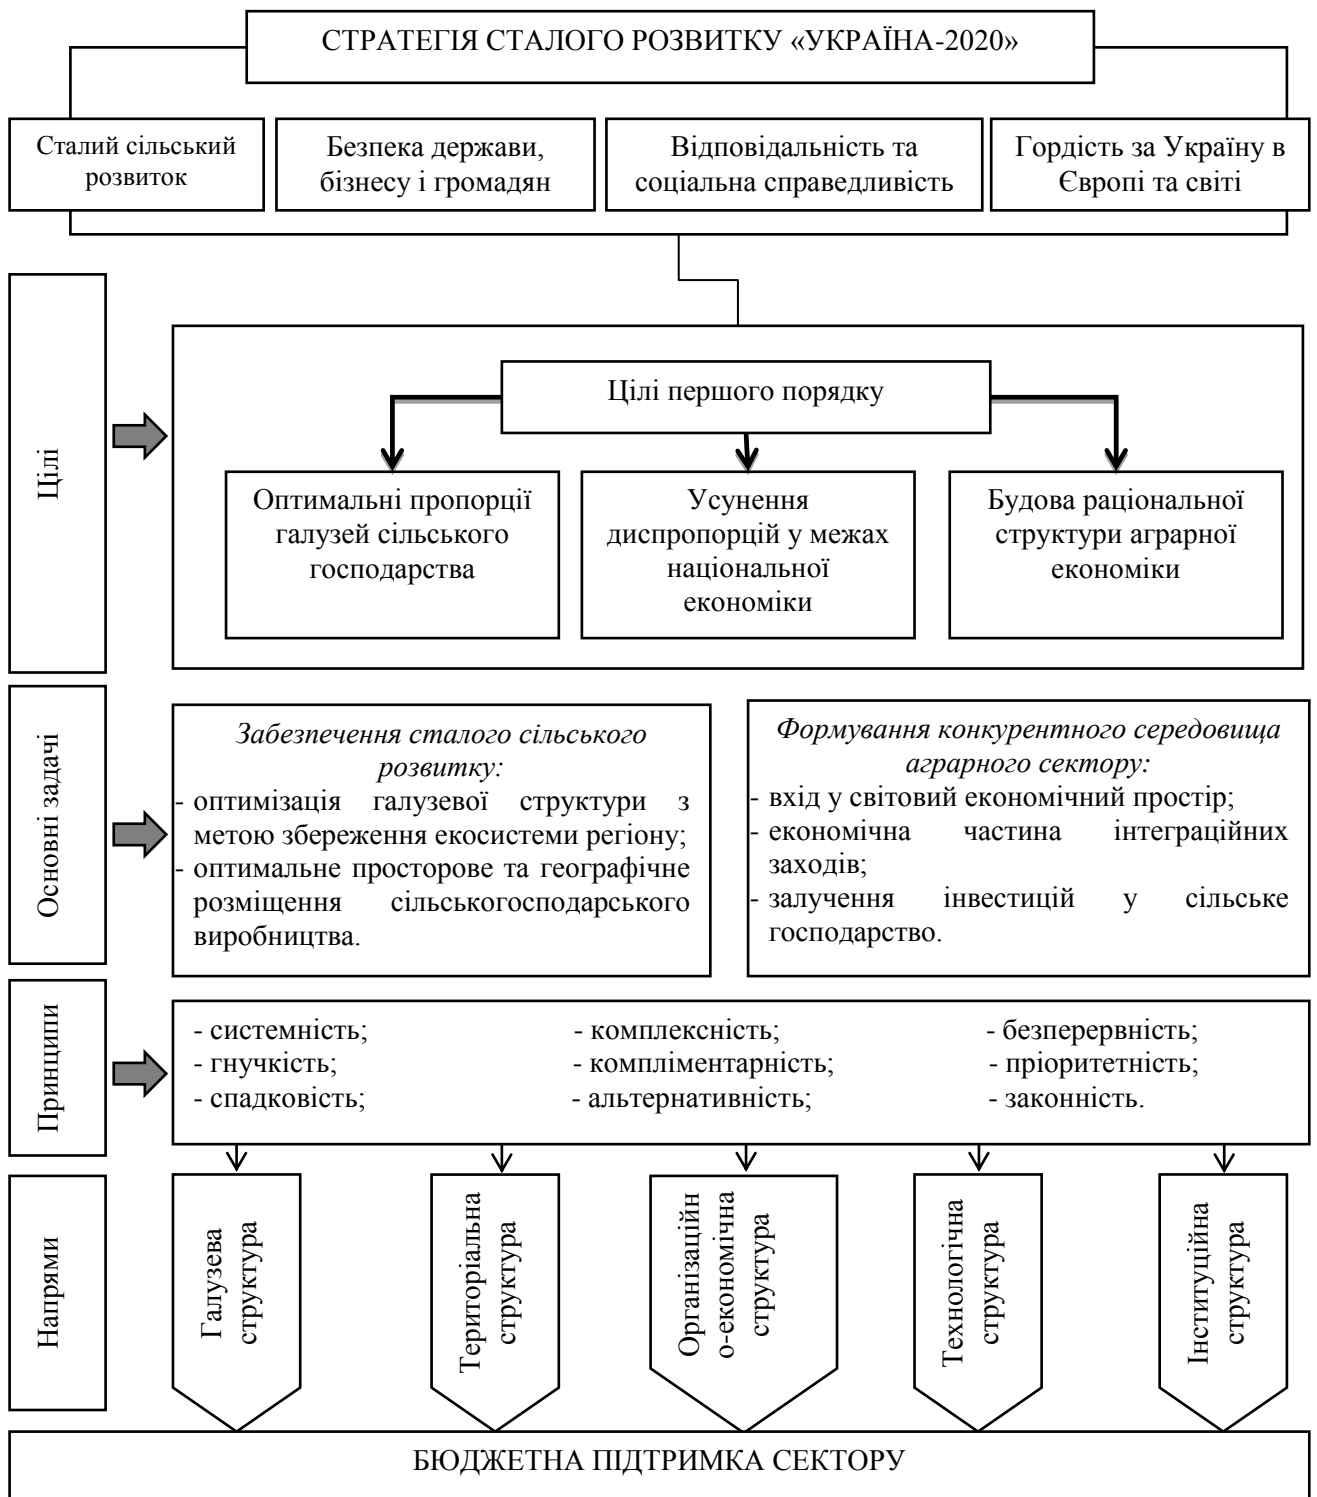 СТРАТЕГІЯ СТАЛОГО РОЗВИТКУ «УКРАЇНА-2020»
Сталий сільський
розвиток
Безпека держави,
бізнесу і громадян
Відповідальність та
соціальна справедливість
Гордість за Україну в
Європі та світі
Цілі
Цілі першого порядку
Оптимальні пропорції
галузей сільського
господарства
Усунення
диспропорцій у межах
національної
економіки
Будова раціональної
структури аграрної
економіки
Основні задачі
Забезпечення сталого сільського
розвитку:
- оптимізація галузевої структури з
метою збереження екосистеми регіону;
- оптимальне просторове та географічне
розміщення сільськогосподарського
виробництва.
Формування конкурентного середовища
аграрного сектору:
- вхід у світовий економічний простір;
- економічна частина інтеграційних
заходів;
- залучення інвестицій у сільське
господарство.
Принципи
- системність;
- гнучкість;
- спадковість;
- комплексність;
- компліментарність;
- альтернативність;
- безперервність;
- пріоритетність;
- законність.
Напрями
Галузева
структура
Територіальна
структура
Організаційн
о-економічна
структура
Технологічна
структура
Інституційна
структура
БЮДЖЕТНА ПІДТРИМКА СЕКТОРУ